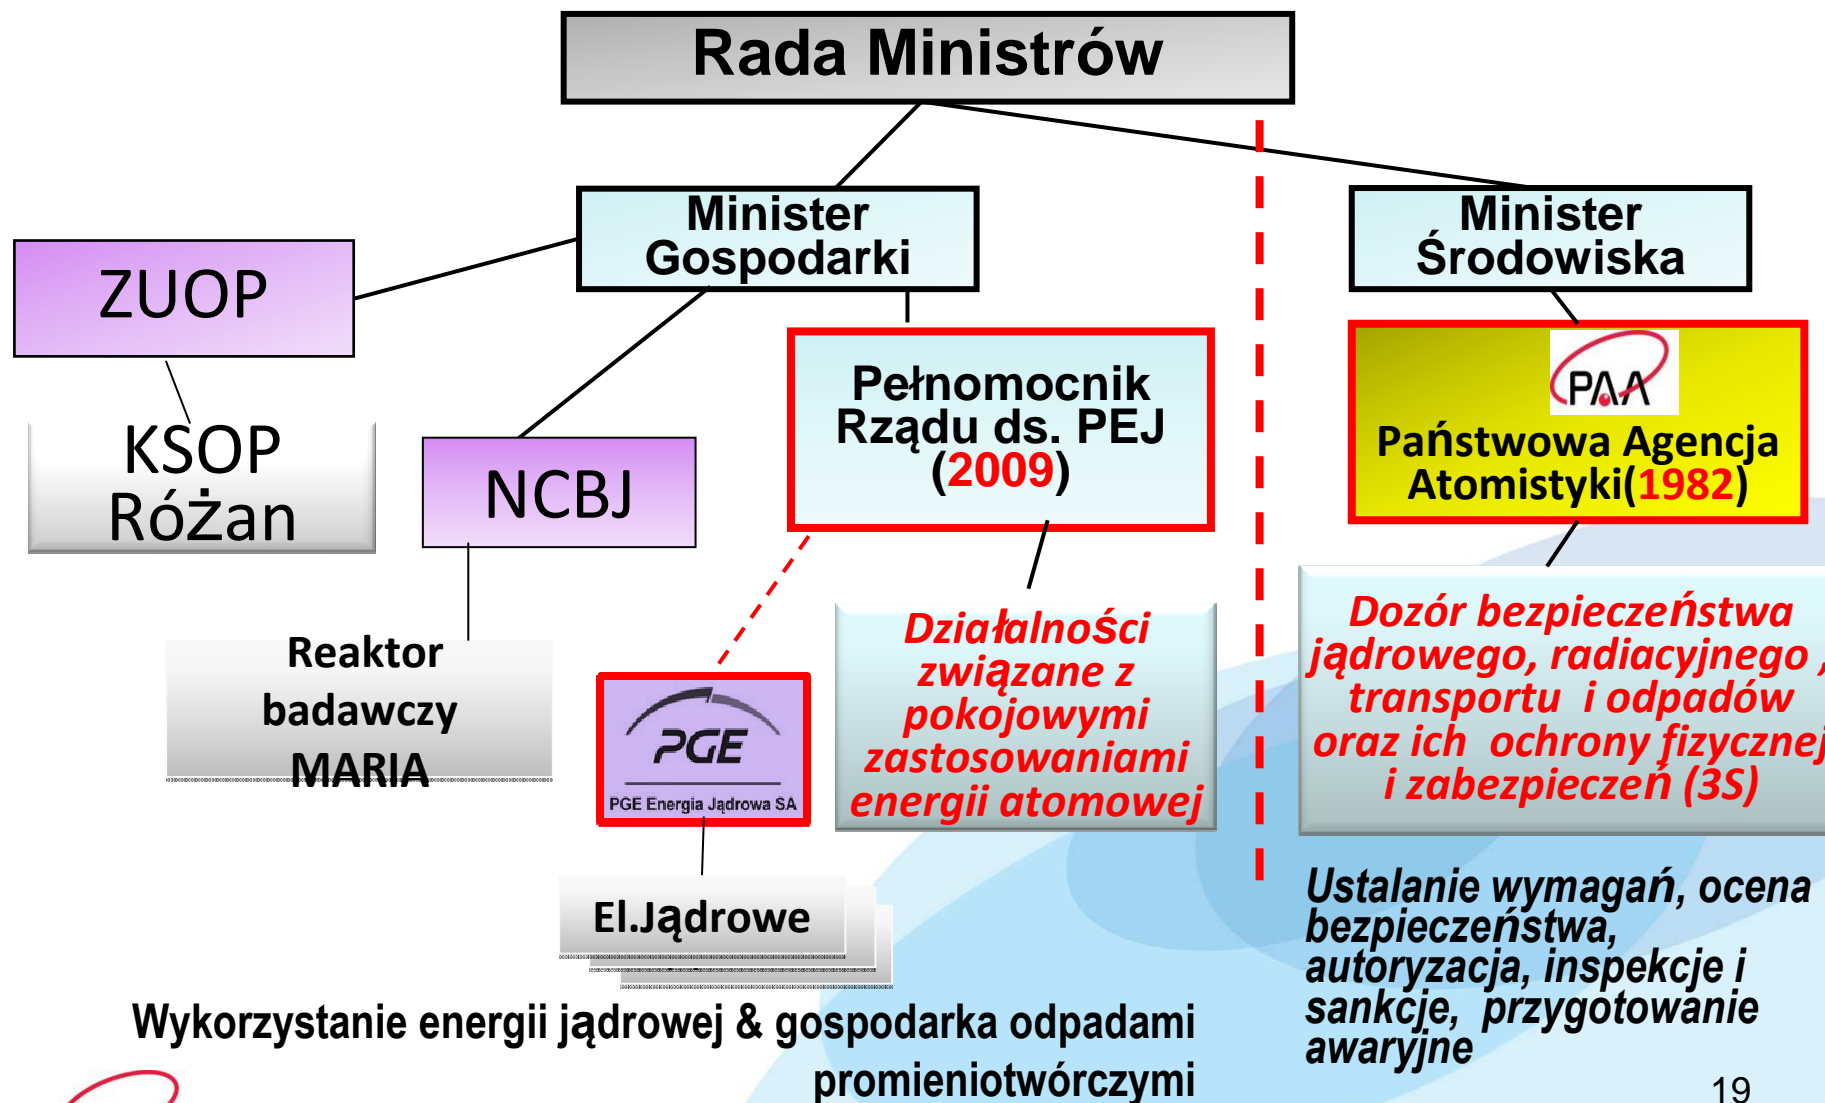 Rada Ministrów
Minister
Gospodarki
Minister
Środowiska
ZUOP
KSOP
Różan
NCBJ
Reaktor
badawczy
MARIA
Pełnomocnik
Rządu ds. PEJ
(2009)
PAA
Państwowa Agencja
Atomistyki(1982)
PGE
PGE Energia Jądrowa SA
El.Jądrowe
Działalności
związane z
pokojowymi
zastosowaniami
energii atomowej
Dozór bezpieczeństwa
jądrowego, radiacyjnego ,
transportu i odpadów
oraz ich ochrony fizycznej
i zabezpieczeń (3S)
Ustalanie wymagań, ocena
bezpieczeństwa,
autoryzacja, inspekcje i
sankcje, przygotowanie
awaryjne
Wykorzystanie energii jądrowej & gospodarka odpadami
promieniotwórczymi
19